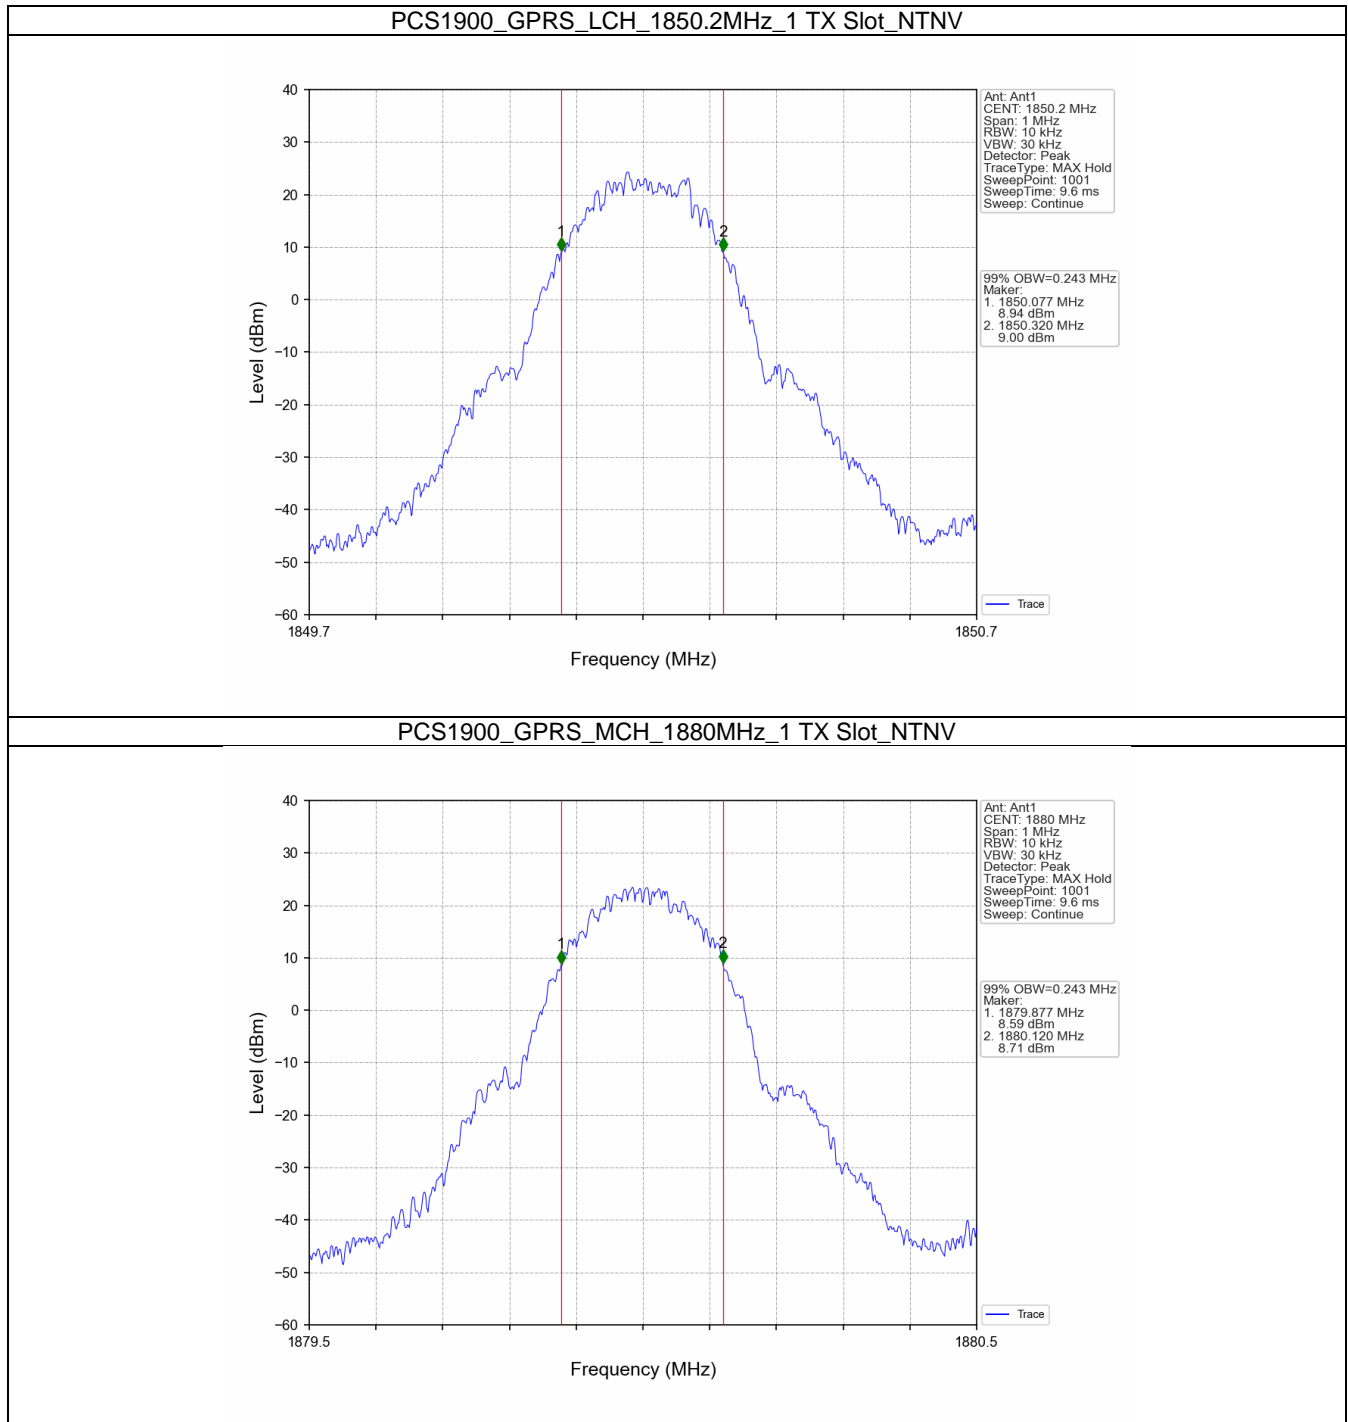 PCS1900_GPRS_LCH_1850.2MHz_1 TX Slot_NTNV
40
30
20
10
0
−10
−20
−30
−40
−50
−60
Level (dBm)
1
2
1849.7
1850.7
Frequency (MHz)
Ant: Ant1
CENT: 1850.2 MHz
Span: 1 MHz
RBW: 10 kHz
VBW: 30 kHz
Detector: Peak
TraceType: MAX Hold
SweepPoint: 1001
SweepTime: 9.6 ms
Sweep: Continue
99% OBW=0.243 MHz
Maker:
1. 1850.077 MHz
8.94 dBm
2. 1850.320 MHz
9.00 dBm
Trace
PCS1900_GPRS_MCH_1880MHz_1 TX Slot_NTNV
40
30
20
10
0
−10
−20
−30
−40
−50
−60
Level (dBm)
1
2
1879.5
1880.5
Frequency (MHz)
Ant: Ant1
CENT: 1880 MHz
Span: 1 MHz
RBW: 10 kHz
VBW: 30 kHz
Detector: Peak
TraceType: MAX Hold
SweepPoint: 1001
SweepTime: 9.6 ms
Sweep: Continue
99% OBW=0.243 MHz
Maker:
1. 1879.877 MHz
8.59 dBm
2. 1880.120 MHz
8.71 dBm
Trace